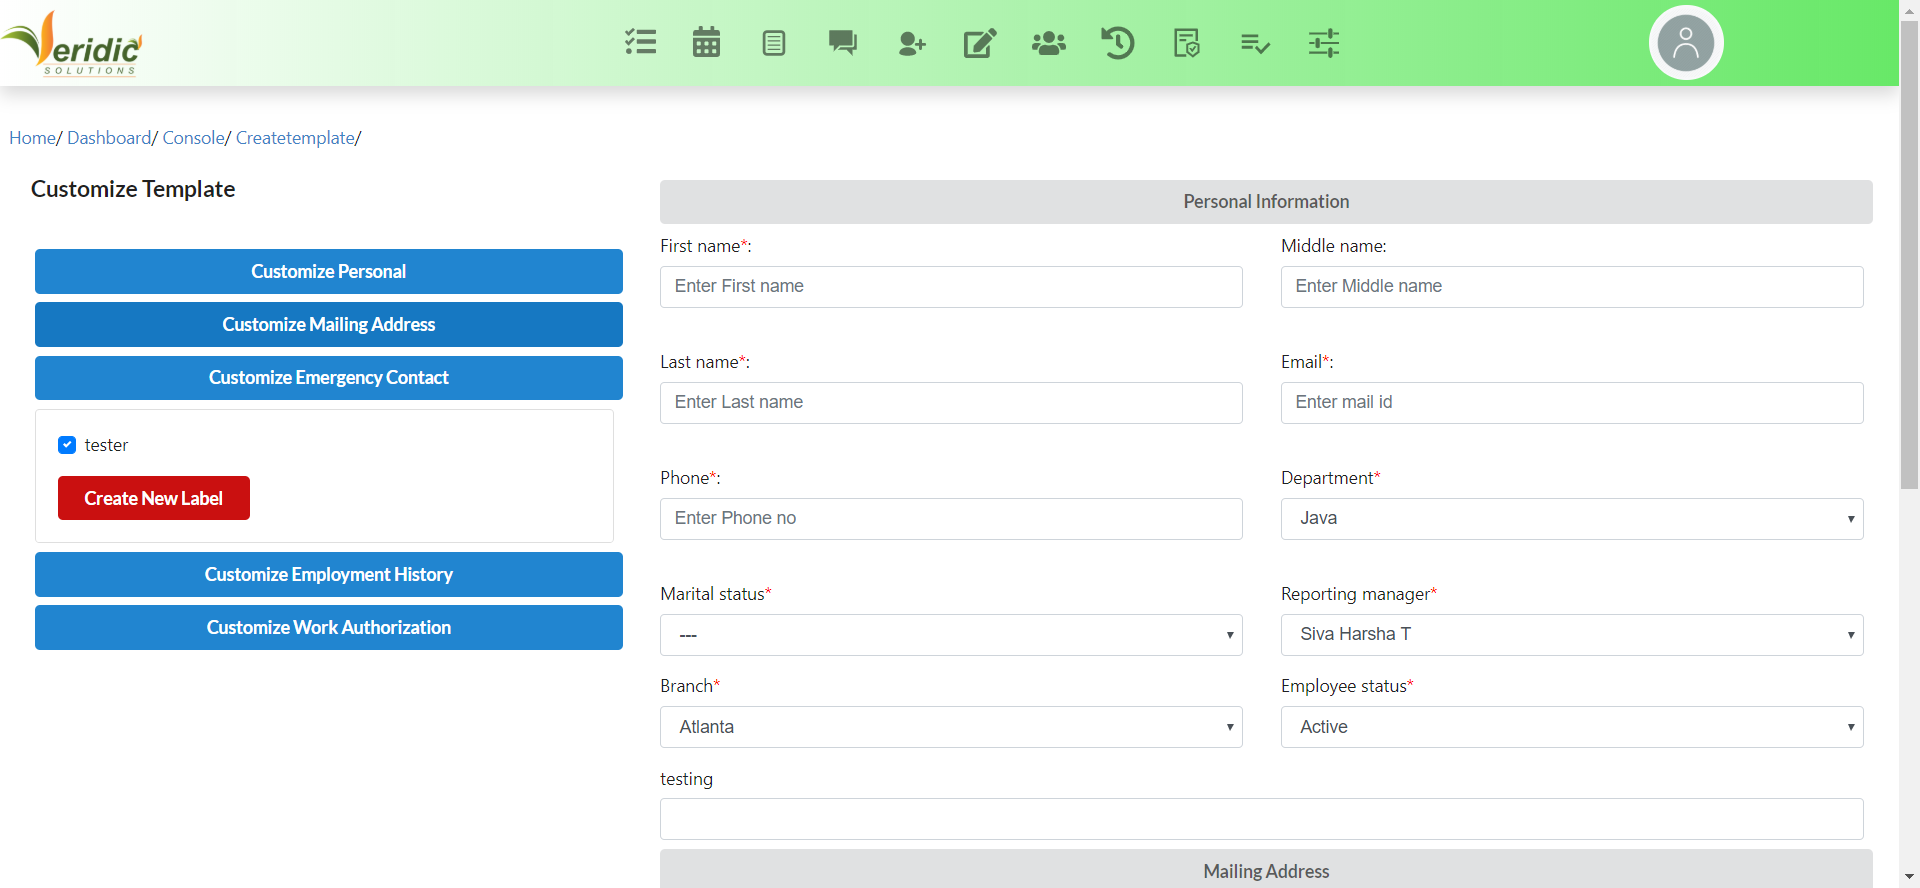 Veridic
SOLUTIONS
Home/ Dashboard/ Console/ Createtemplate/
Customize Template
Customize Personal
Customize Mailing Address
Customize Emergency Contact
tester
Create New Label
Customize Employment History
Customize Work Authorization
Personal Information
First name*:
Middle name:
Enter First name
Enter Middle name
Last name*:
Email*:
Enter Last name
Enter mail id
Phone*:
Department*
Enter Phone no
Java
Marital status*
Reporting manager*
---
Siva Harsha T
Branch*
Employee status*
Atlanta
Active
testing
Mailing Address